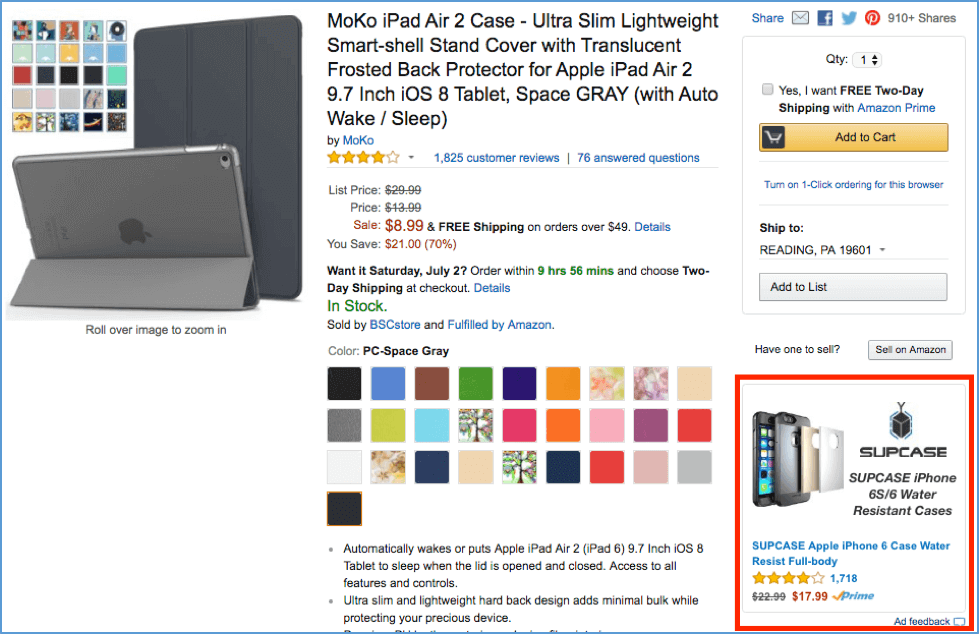 MoKo iPad Air 2 Case - Ultra Slim Lightweight
Smart-shell Stand Cover with Translucent
Frosted Back Protector for Apple iPad Air 2
9.7 Inch iOS 8 Tablet, Space GRAY (with Auto
Wake / Sleep)
by MoKo
1,825 customer reviews | 76 answered questions
List Price: $29.99
Price: $13.99
Sale: $8.99 & FREE Shipping on orders over $49. Details
You Save: $21.00 (70%)
Want it Saturday, July 2? Order within 9 hrs 56 mins and choose Two-
Day Shipping at checkout. Details
In Stock.
Sold by BSCstore and Fulfilled by Amazon.
Color: PC-Space Gray
Automatically wakes or puts Apple iPad Air 2 (iPad 6) 9.7 Inch iOS 8
Tablet to sleep when the lid is opened and closed. Access to all
features and controls.
Ultra slim and lightweight hard back design adds minimal bulk while
protecting your precious device.
Roll over image to zoom in
Share 910+ Shares
Qty: 1
Yes, I want FREE Two-Day
Shipping with Amazon Prime
Add to Cart
Turn on 1-Click ordering for this browser
Ship to:
READING, PA 19601
Add to List
Have one to sell? Sell on Amazon
SUPCASE
SUPCASE iPhone
6S/6 Water
Resistant Cases
SUPCASE Apple iPhone 6 Case Water
Resist Full-body
1,718
$22.99 $17.99 Prime
Ad feedback